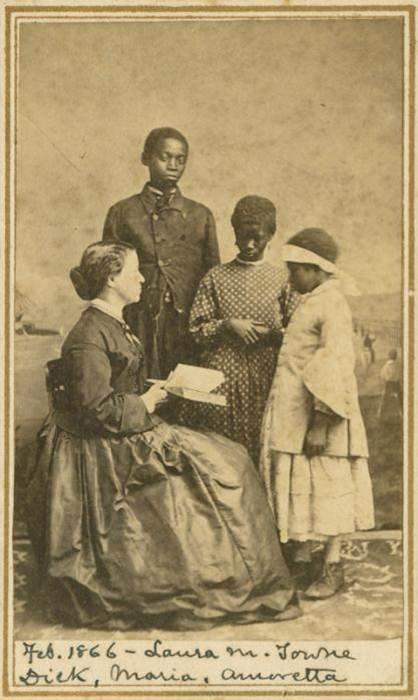 Feb. 1866 - Laura M. Towne
Dick, Maria, Amoretta